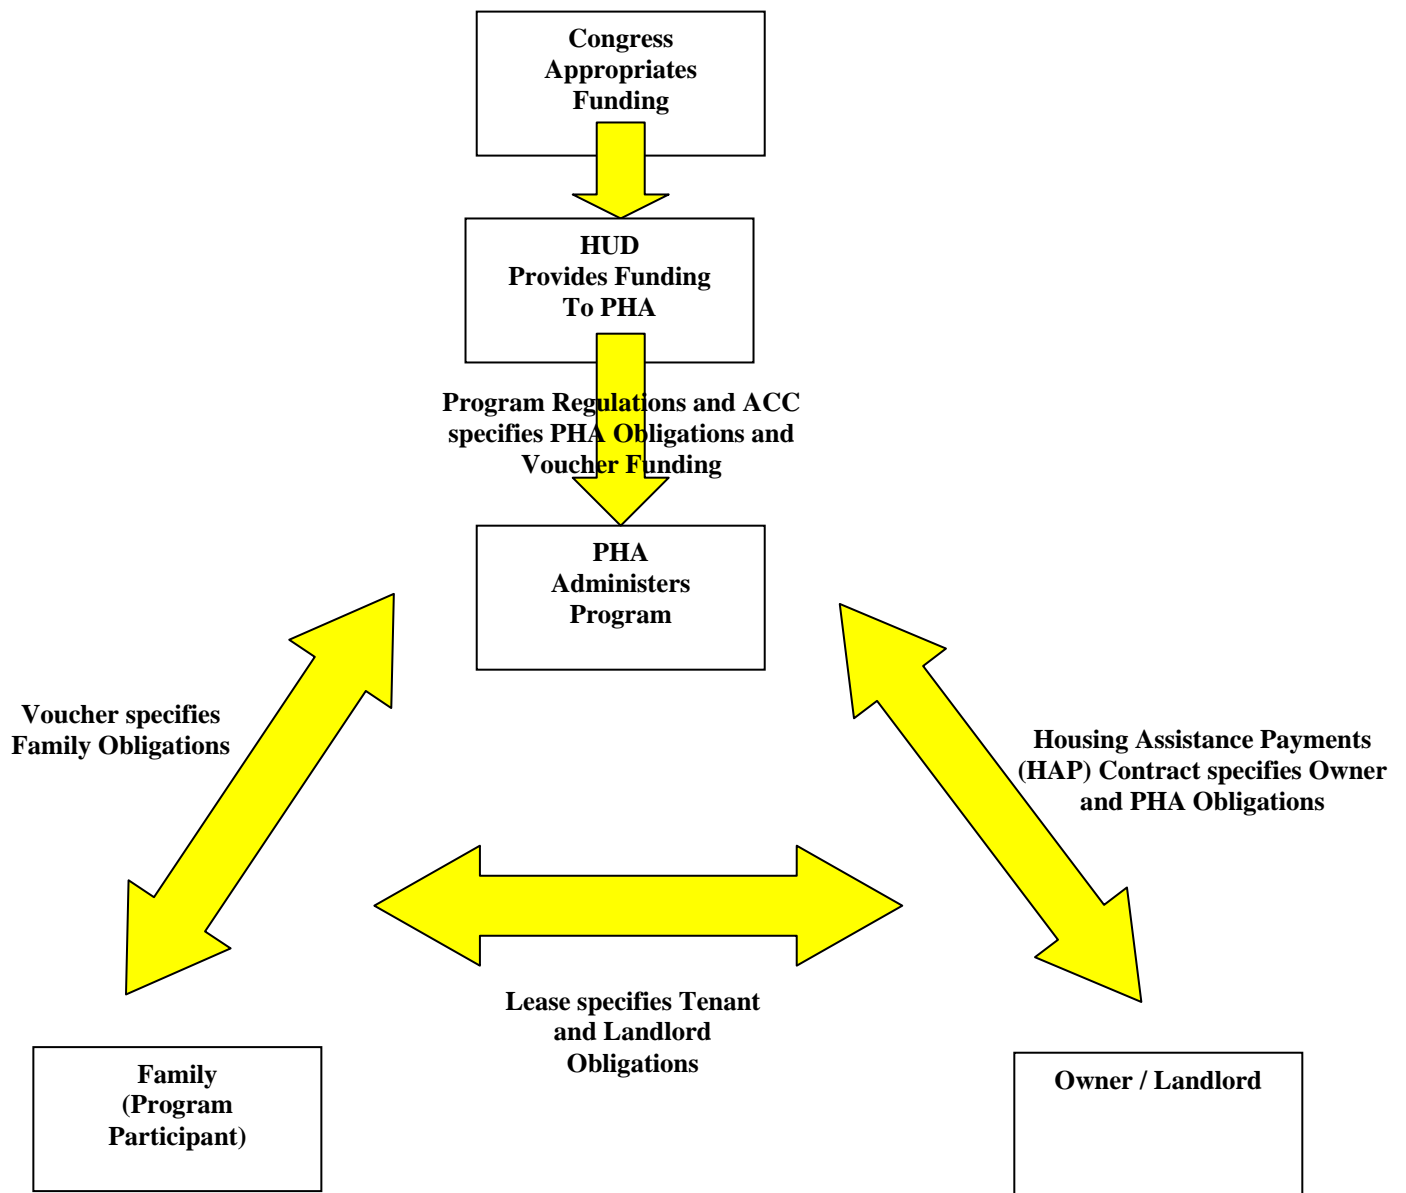 Congress
Appropriates
Funding
HUD
Provides Funding
To PHA
Program Regulations and ACC
specifies PHA Obligations and
Voucher Funding
PHA
Administers
Program
Voucher specifies
Family Obligations
Housing Assistance Payments
(HAP) Contract specifies Owner
and PHA Obligations
Lease specifies Tenant
and Landlord
Obligations
Family
(Program
Participant)
Owner / Landlord